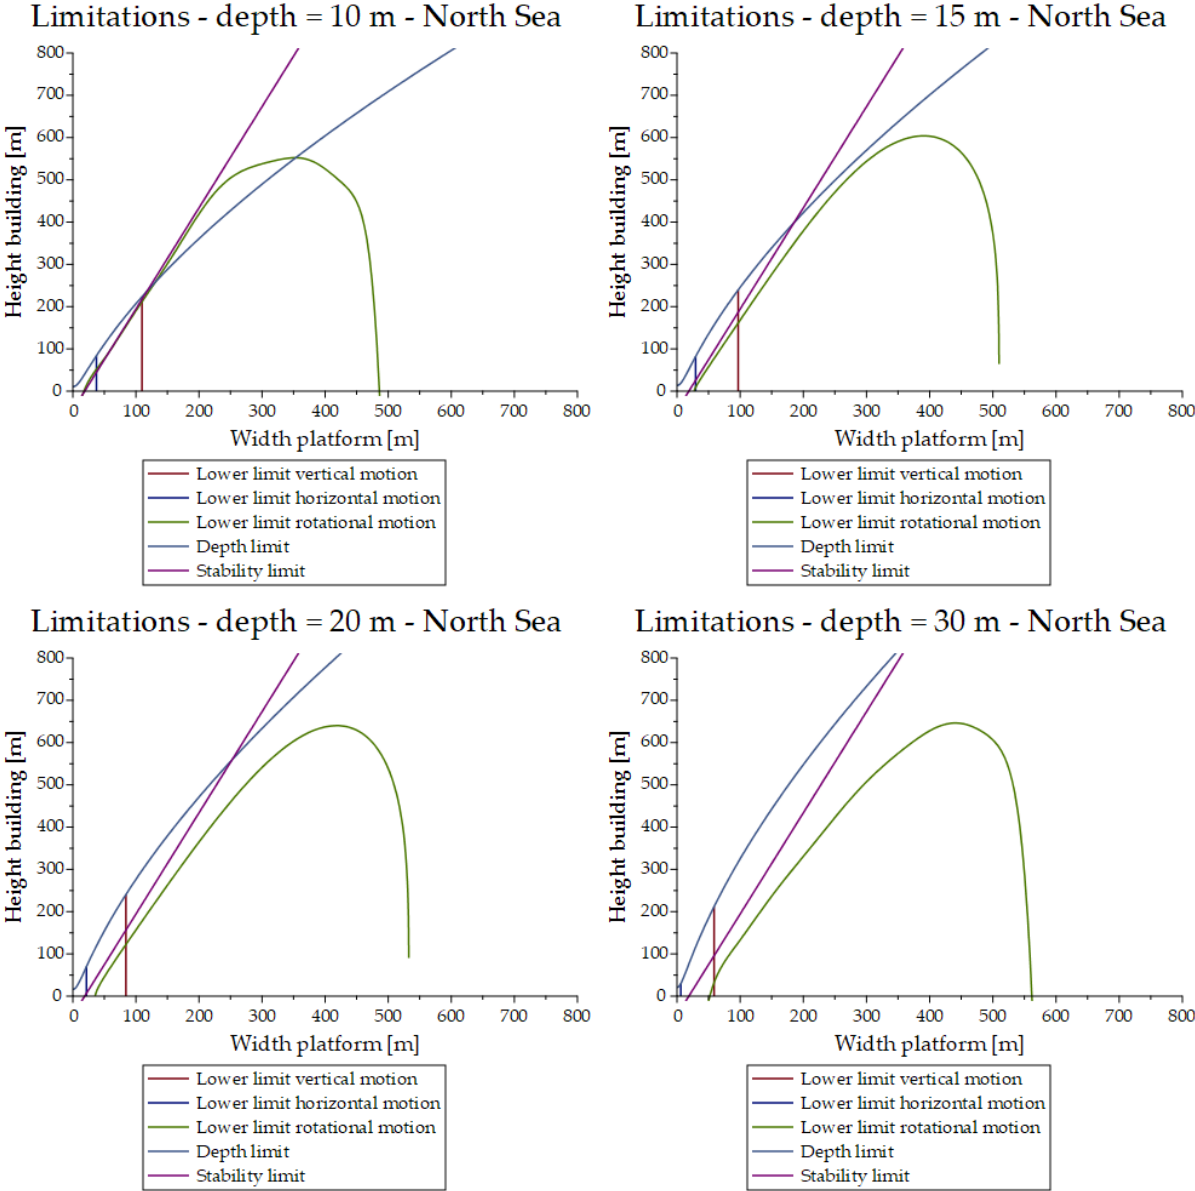 Limitations - depth = 10 m - North Sea
Height building [m]
800
700
600
500
400
300
200
100
0
0 100 200 300 400 500 600 700 800
Width platform [m]
Lower limit vertical motion
Lower limit horizontal motion
Lower limit rotational motion
Depth limit
Stability limit
Limitations - depth = 15 m - North Sea
Height building [m]
800
700
600
500
400
300
200
100
0
0 100 200 300 400 500 600 700 800
Width platform [m]
Lower limit vertical motion
Lower limit horizontal motion
Lower limit rotational motion
Depth limit
Stability limit
Limitations - depth = 20 m - North Sea
Height building [m]
800
700
600
500
400
300
200
100
0
0 100 200 300 400 500 600 700 800
Width platform [m]
Lower limit vertical motion
Lower limit horizontal motion
Lower limit rotational motion
Depth limit
Stability limit
Limitations - depth = 30 m - North Sea
Height building [m]
800
700
600
500
400
300
200
100
0
0 100 200 300 400 500 600 700 800
Width platform [m]
Lower limit vertical motion
Lower limit horizontal motion
Lower limit rotational motion
Depth limit
Stability limit